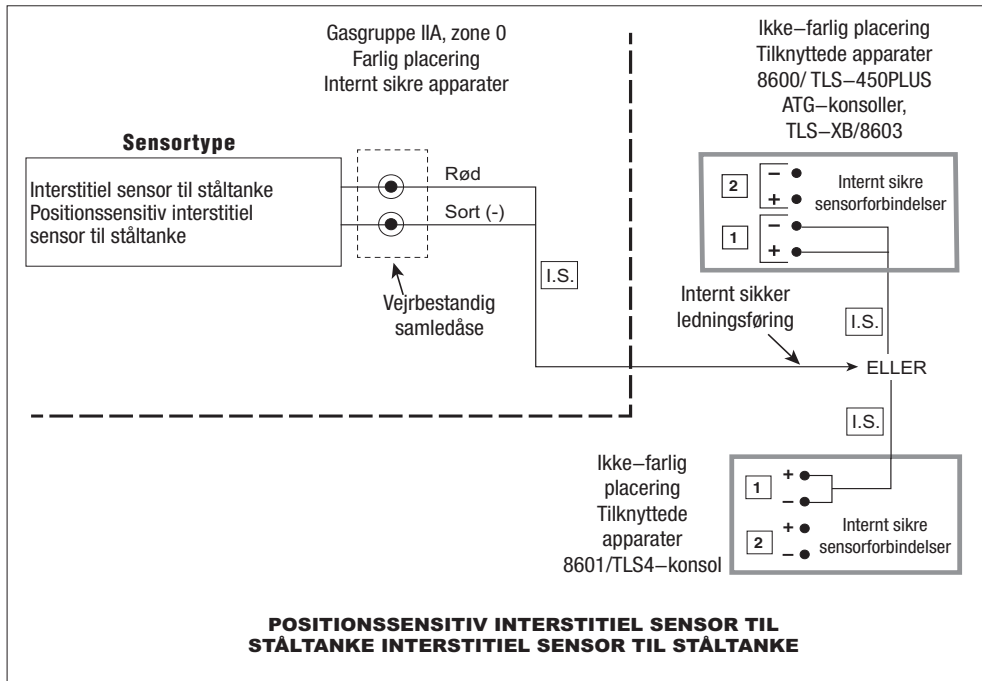 Gasgruppe IIA, zone 0
Farlig placering
Internt sikre apparater
Ikke–farlig placering
Tilknyttede apparater
8600/ TLS–450PLUS
ATG–konsoller,
TLS–XB/8603
Sensortype
Interstitiel sensor til ståltanke
Positionssensitiv interstitiel
sensor til ståltanke
Rød
Sort (-)
Vejrbestandig
samledåse
I.S.
2
–
+
1
–
+
Internt sikre
sensorforbindelser
Internt sikker
ledningsføring
I.S.
ELLER
I.S.
Ikke–farlig
placering
Tilknyttede
apparater
8601/TLS4–konsol
1
+
–
2
+
–
Internt sikre
sensorforbindelser
POSITIONSSENSITIV INTERSTITIEL SENSOR TIL
STÅLTANKE INTERSTITIEL SENSOR TIL STÅLTANKE